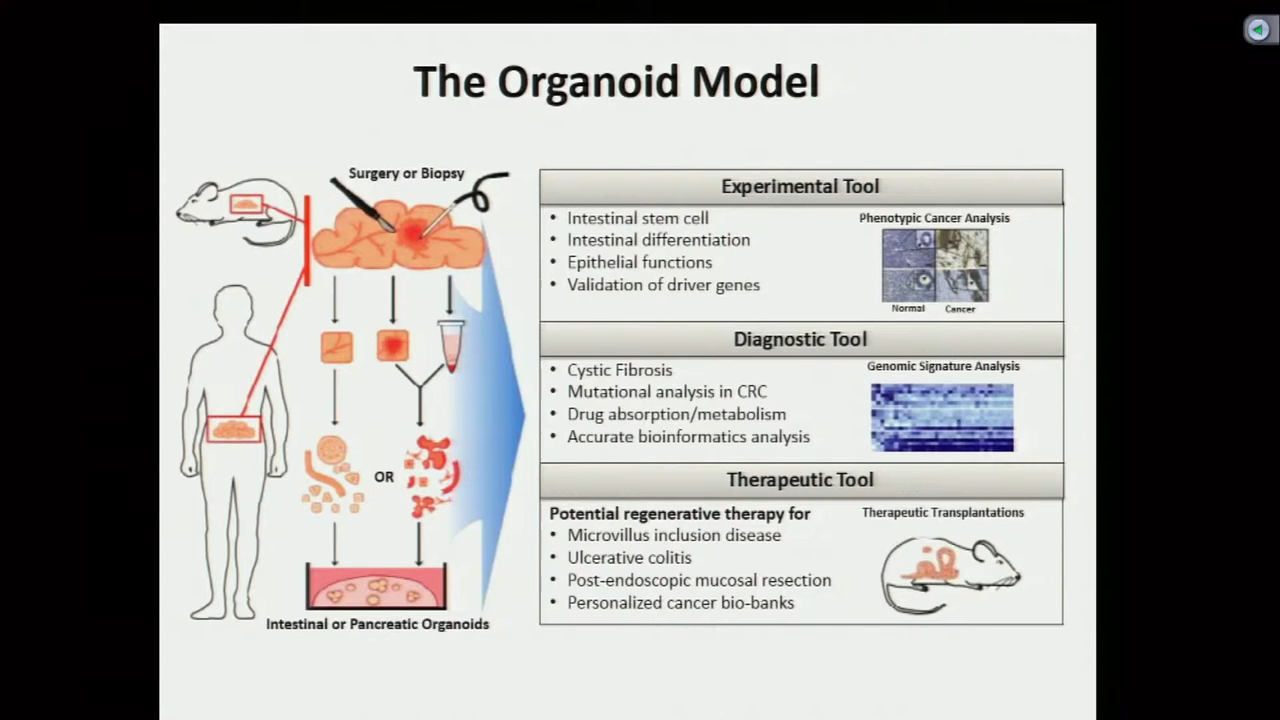 The Organoid Model
Surgery or Biopsy
OR
Intestinal or Pancreatic Organoids
Experimental Tool
• Intestinal stem cell
• Intestinal differentiation
• Epithelial functions
• Validation of driver genes
Phenotypic Cancer Analysis
Normal Cancer
Diagnostic Tool
• Cystic Fibrosis
• Mutational analysis in CRC
• Drug absorption/metabolism
• Accurate bioinformatics analysis
Genomic Signature Analysis
Therapeutic Tool
Potential regenerative therapy for
• Microvillus inclusion disease
• Ulcerative colitis
• Post-endoscopic mucosal resection
• Personalized cancer bio-banks
Therapeutic Transplantations